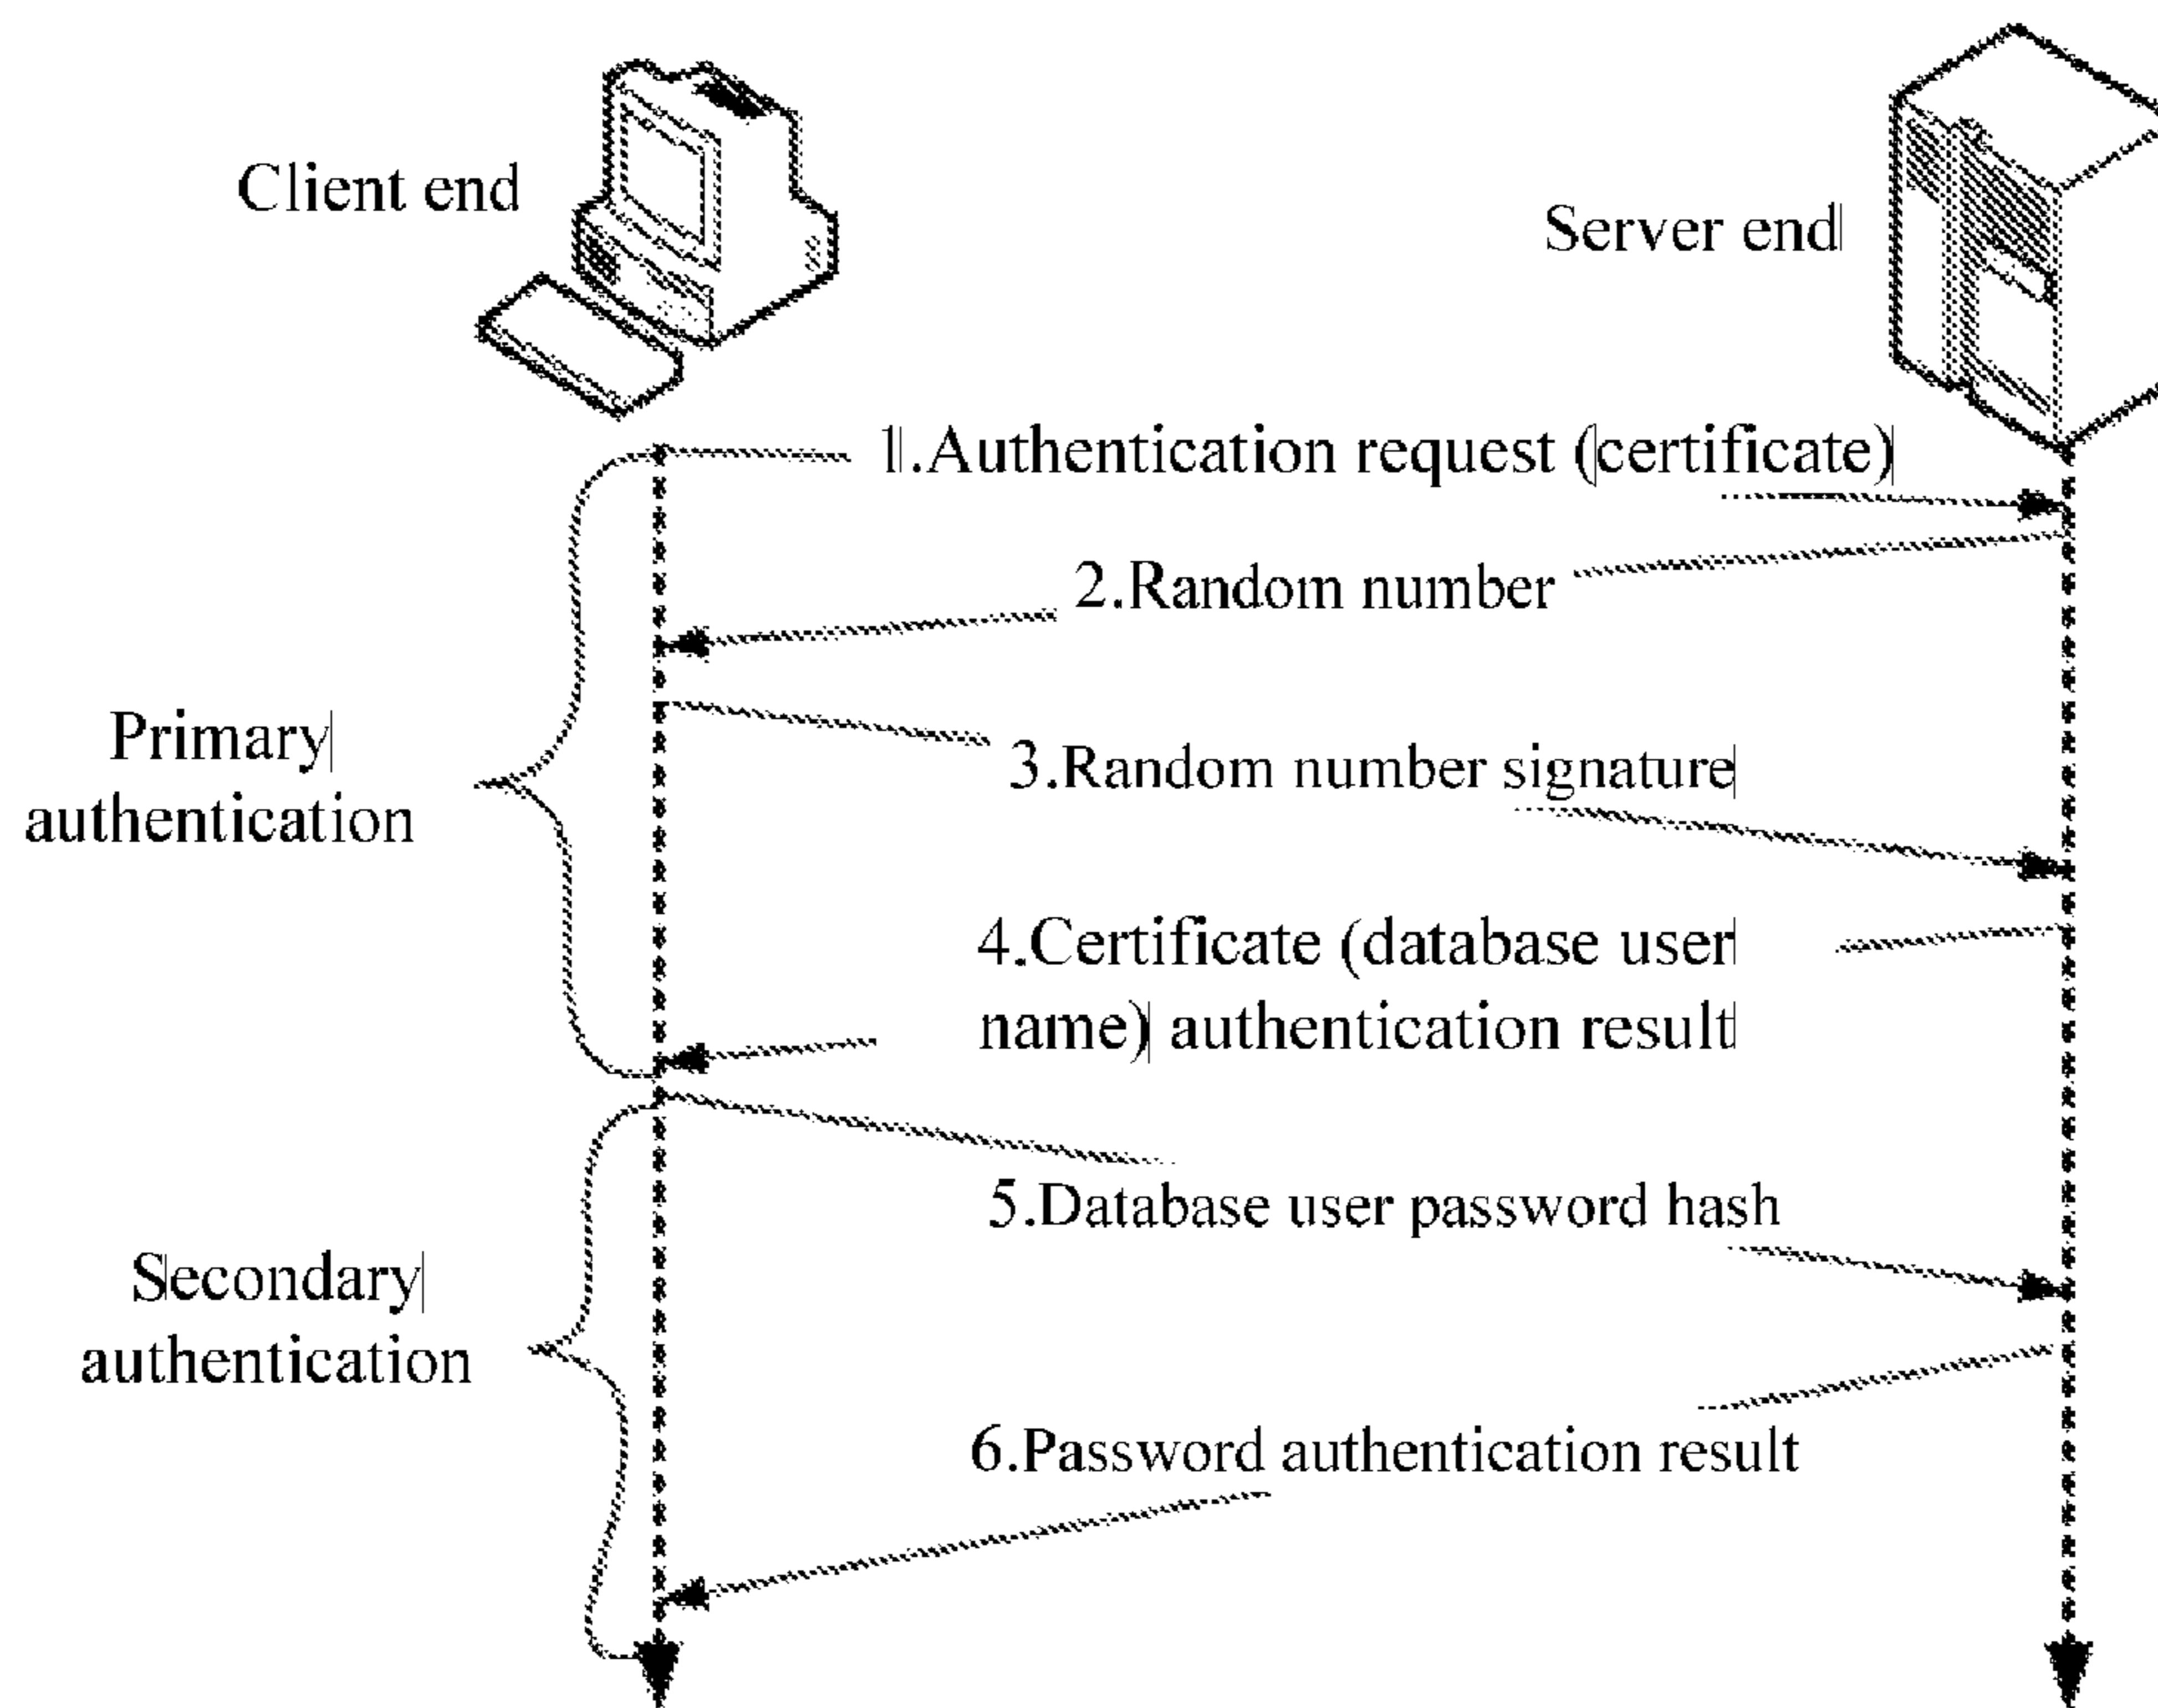 Client end
Server end
1.Authentication request (certificate)
2.Random number
3.Random number signature
Primary
authentication
4.Certificate (database user
name) authentication result
5.Database user password hash
Secondary
authentication
6.Password authentication result